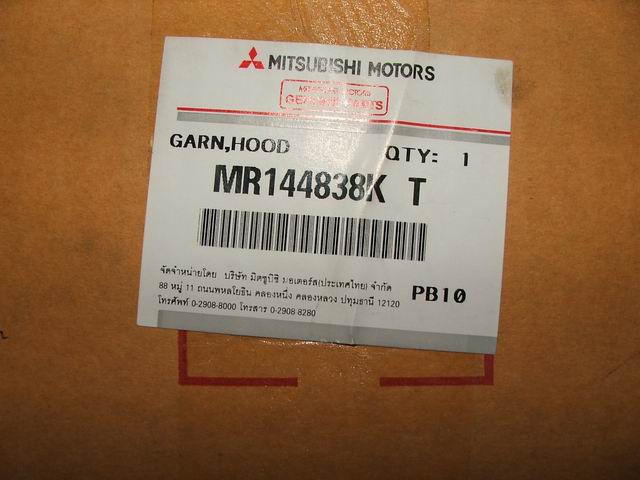 MITSUBISHI MOTORS
MITSUBISHI MOTORS
GENUINE PARTS
GARN,HOOD QTY: 1
MR144838K T
จัดจำหน่ายโดย บริษัท มิตซูบิชิ มอเตอร์ส(ประเทศไทย) จำกัด
88 หมู่ 11 ถนนพหลโยธิน คลองหนึ่ง คลองหลวง ปทุมธานี 12120
โทรศัพท์ 0-2908-8000 โทรสาร 0-2908 8280
PB10